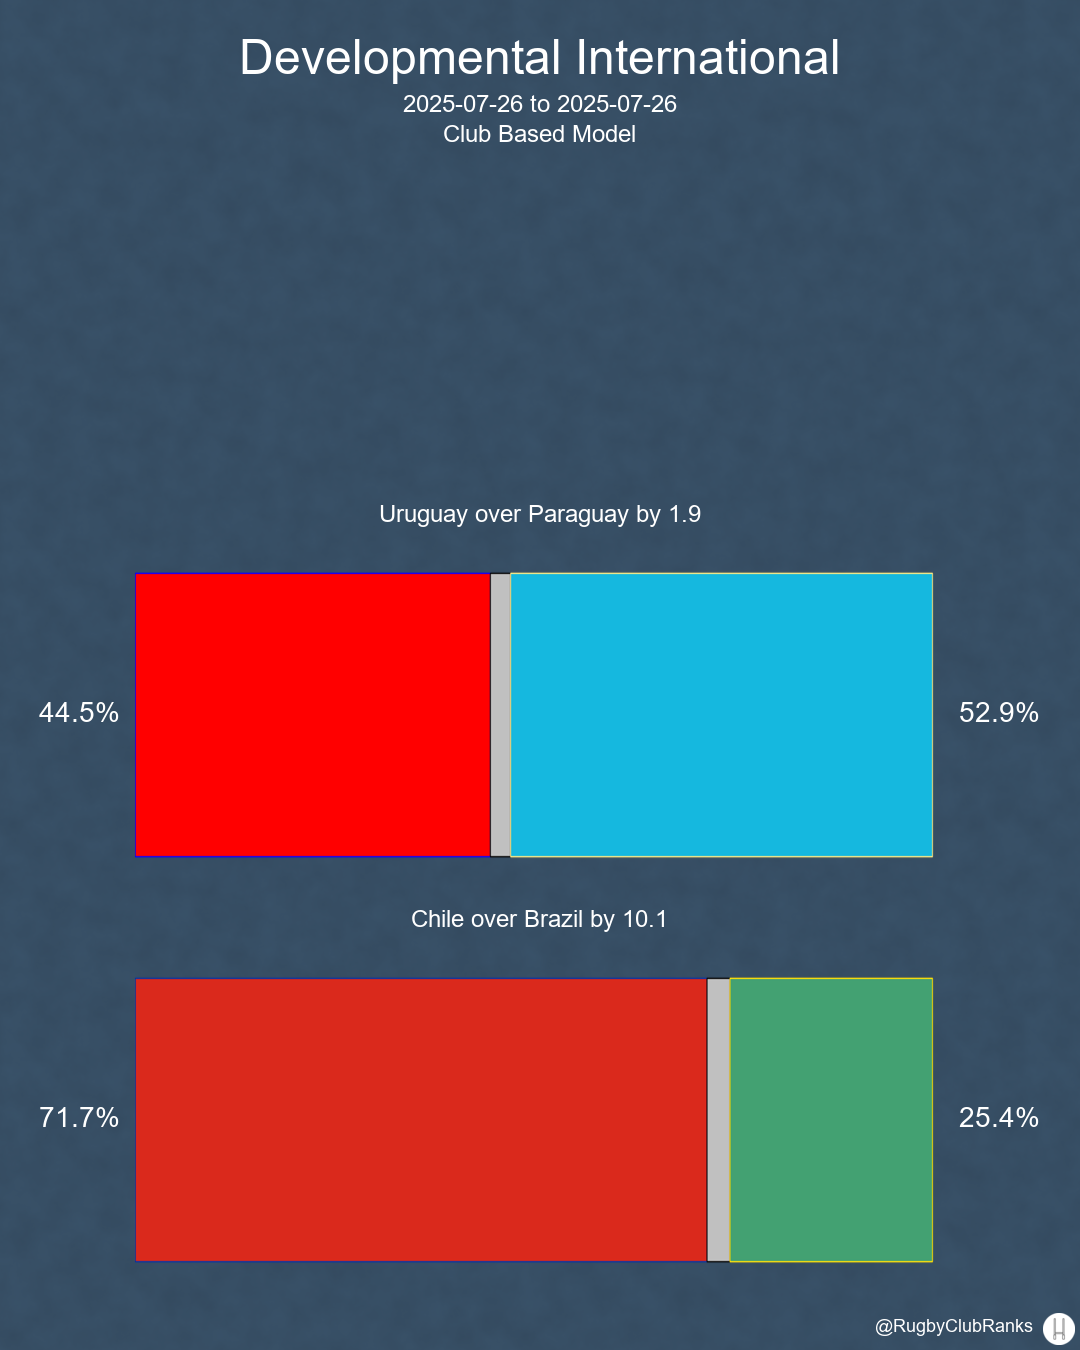 Developmental International
2025-07-26 to 2025-07-26
Club Based Model
Uruguay over Paraguay by 1.9
44.5%
52.9%
Chile over Brazil by 10.1
71.7%
25.4%
@RugbyClubRanks